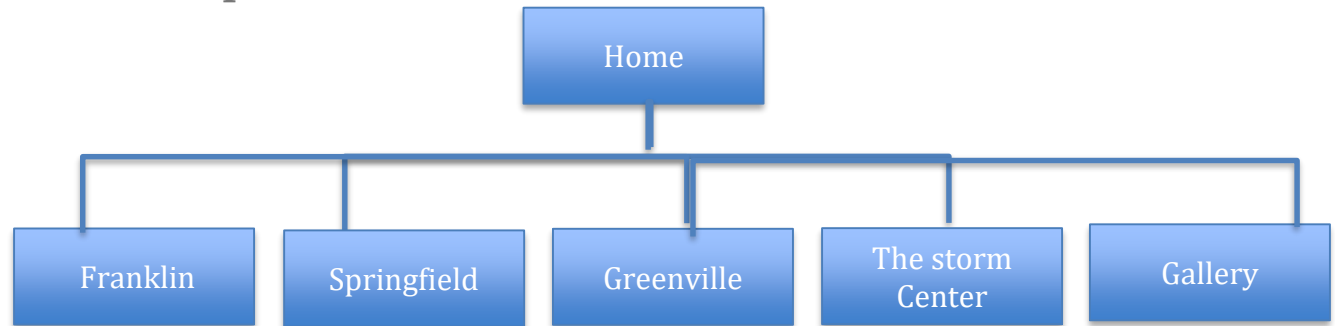 Home
Franklin
Springfield
Greenville
The storm
Center
Gallery